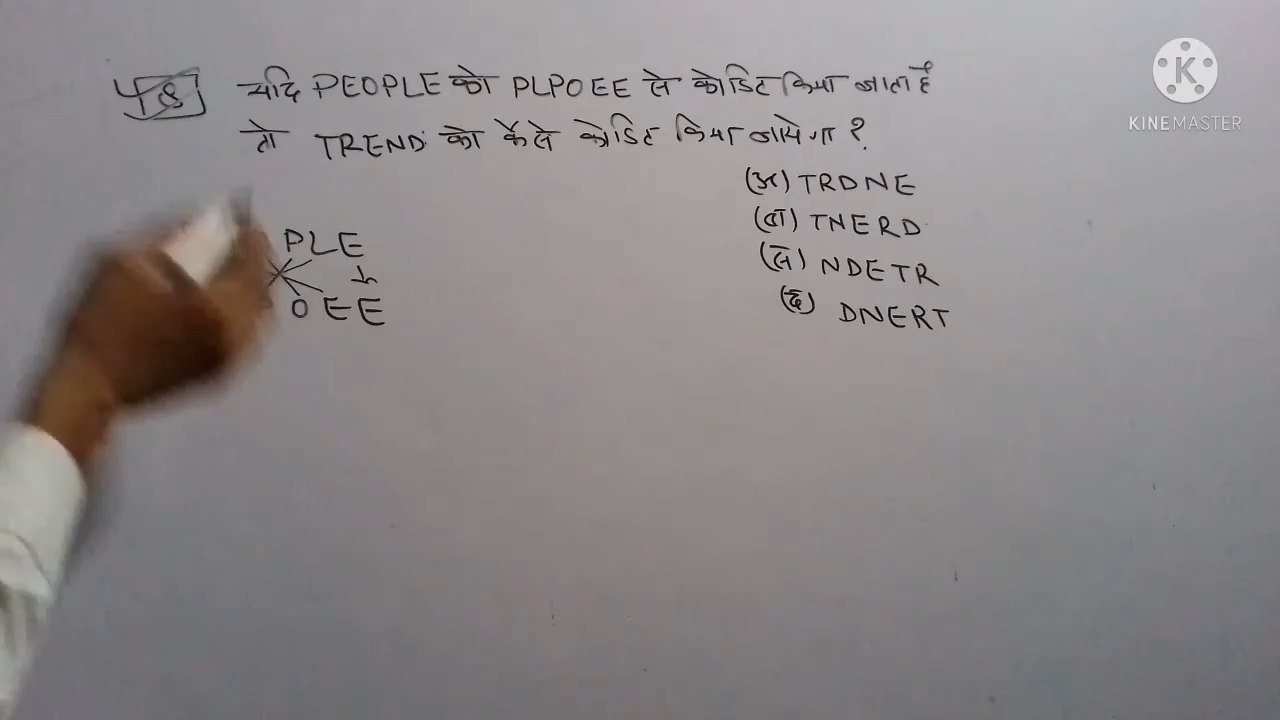 48 यदि PEOPLE को PLPOEE से कोडित किया जाता है
तो TREND को कैसे कोडित किया जायेगा ?
(अ) TRDNE
(ब) TNERD
(स) NDETR
(द) DNERT
PLE
OEE
KINEMASTER